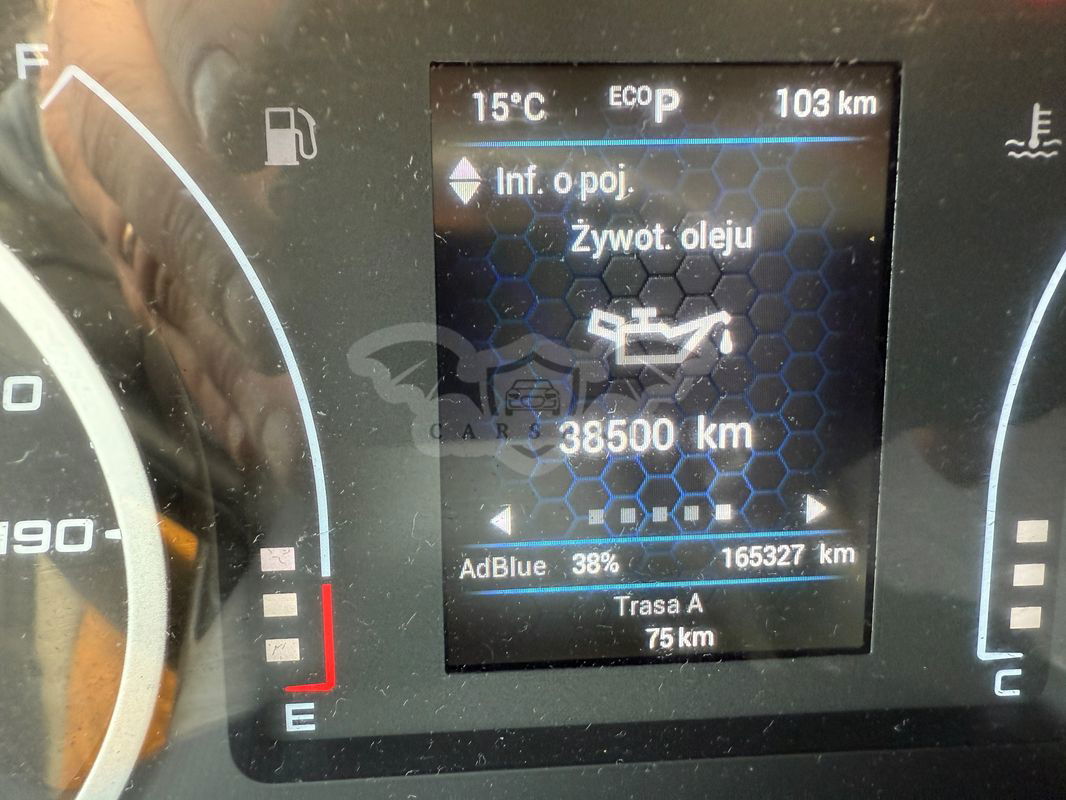 F
15°C ECO P 103 km
Inf. o poj.
Żywot. oleju
CARS
38500 km
0
190
AdBlue 38% 165327 km
Trasa A
75 km
E
C